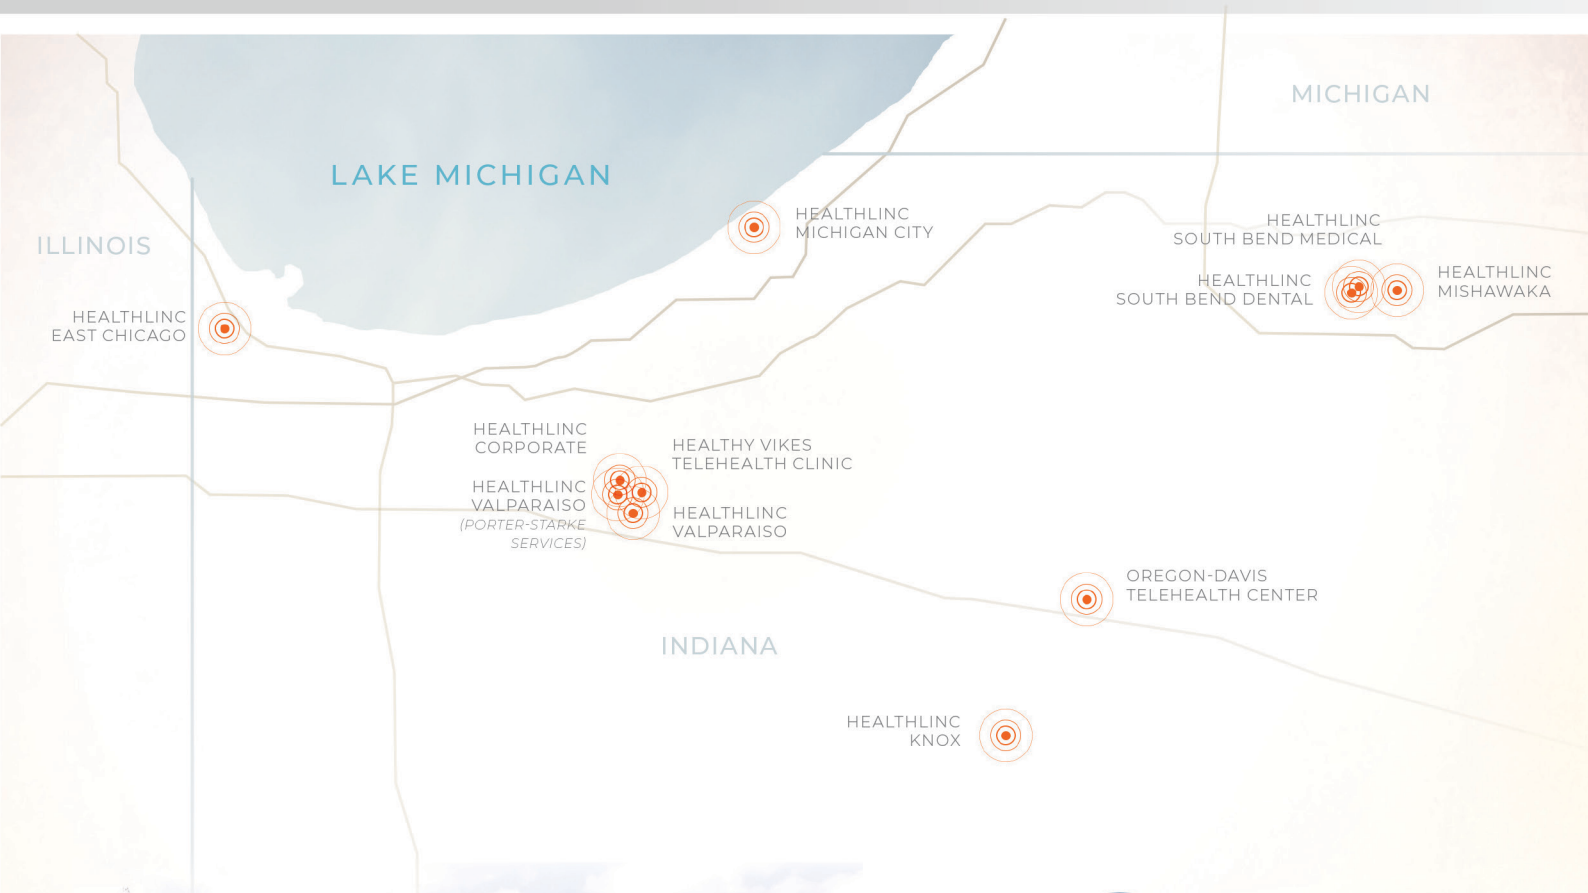 MICHIGAN
LAKE MICHIGAN
HEALTHLINC
MICHIGAN CITY
HEALTHLINC
SOUTH BEND MEDICAL
ILLINOIS
HEALTHLINC
SOUTH BEND DENTAL
HEALTHLINC
MISHAWAKA
HEALTHLINC
EAST CHICAGO
HEALTHLINC
CORPORATE
HEALTHY VIKES
TELEHEALTH CLINIC
HEALTHLINC
VALPARAISO
(PORTER-STARKE
SERVICES)
HEALTHLINC
VALPARAISO
OREGON-DAVIS
TELEHEALTH CENTER
INDIANA
HEALTHLINC
KNOX